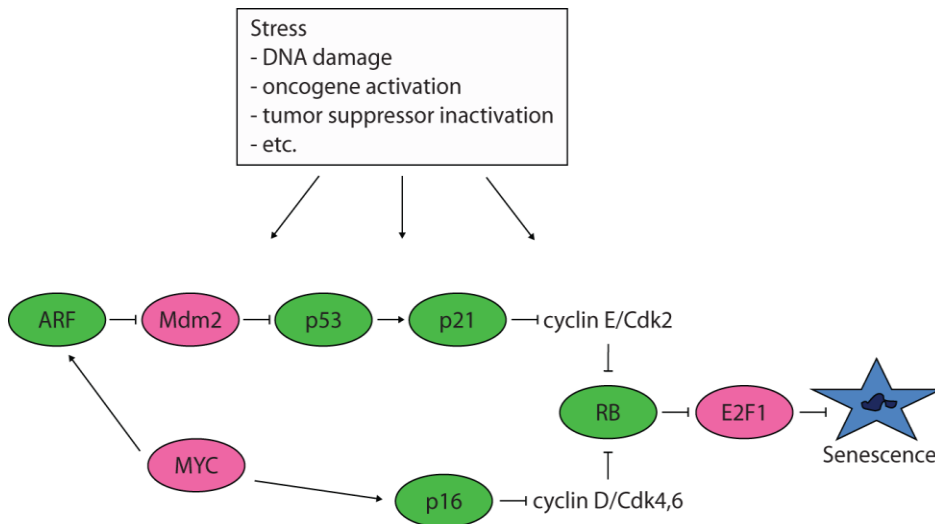 Stress
- DNA damage
- oncogene activation
- tumor suppressor inactivation
- etc.
ARF
Mdm2
p53
p21
cyclin E/Cdk2
RB
E2F1
Senescence
MYC
p16
cyclin D/Cdk4,6